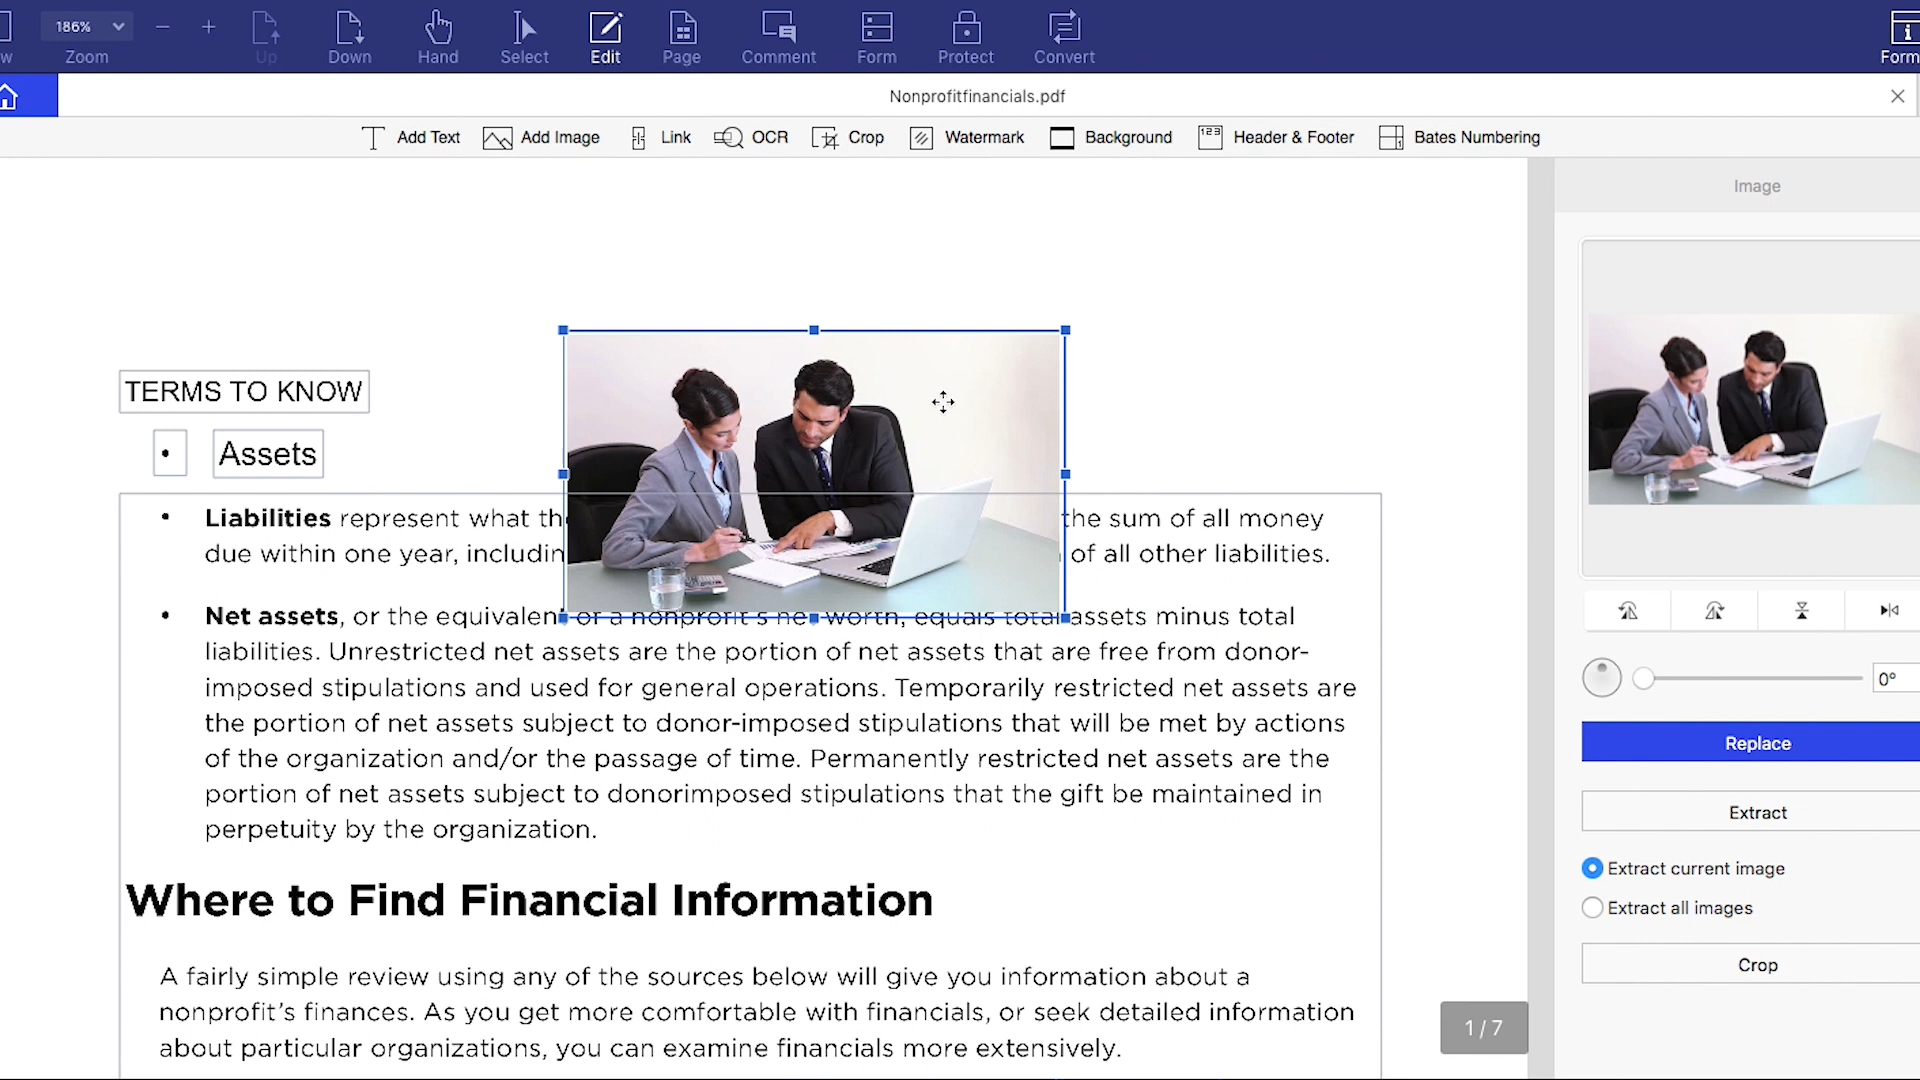 186%
w Zoom Up Down Hand Select Edit Page Comment Form Protect Convert Form
Nonprofitfinancials.pdf
Add Text Add Image Link OCR Crop Watermark Background Header & Footer Bates Numbering
Image
TERMS TO KNOW
• Assets
• Liabilities represent what th the sum of all money
due within one year, includin of all other liabilities.
• Net assets, or the equivalent of a nonprofit's net worth, equals total assets minus total
liabilities. Unrestricted net assets are the portion of net assets that are free from donor-
imposed stipulations and used for general operations. Temporarily restricted net assets are
the portion of net assets subject to donor-imposed stipulations that will be met by actions
of the organization and/or the passage of time. Permanently restricted net assets are the
portion of net assets subject to donorimposed stipulations that the gift be maintained in
perpetuity by the organization.
Where to Find Financial Information
A fairly simple review using any of the sources below will give you information about a
nonprofit's finances. As you get more comfortable with financials, or seek detailed information
about particular organizations, you can examine financials more extensively.
1 / 7
0°
Replace
Extract
Extract current image
Extract all images
Crop